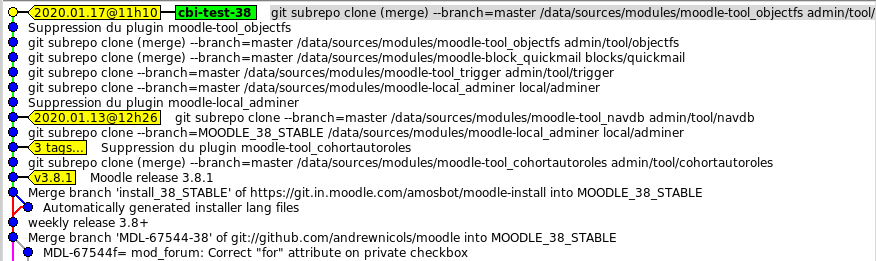 2020.01.17@11h10 cbi-test-38 git subrepo clone (merge) --branch=master /data/sources/modules/moodle-tool_objectfs admin/tool/
Suppression du plugin moodle-tool_objectfs
git subrepo clone (merge) --branch=master /data/sources/modules/moodle-tool_objectfs admin/tool/objectfs
git subrepo clone (merge) --branch=master /data/sources/modules/moodle-block_quickmail blocks/quickmail
git subrepo clone --branch=master /data/sources/modules/moodle-tool_trigger admin/tool/trigger
git subrepo clone --branch=master /data/sources/modules/moodle-local_adminer local/adminer
Suppression du plugin moodle-local_adminer
2020.01.13@12h26 git subrepo clone --branch=master /data/sources/modules/moodle-tool_navdb admin/tool/navdb
git subrepo clone --branch=MOODLE_38_STABLE /data/sources/modules/moodle-local_adminer local/adminer
3 tags... Suppression du plugin moodle-tool_cohortautoroles
git subrepo clone (merge) --branch=master /data/sources/modules/moodle-tool_cohortautoroles admin/tool/cohortautoroles
v3.8.1 Moodle release 3.8.1
Merge branch 'install_38_STABLE' of https://git.in.moodle.com/amosbot/moodle-install into MOODLE_38_STABLE
Automatically generated installer lang files
weekly release 3.8+
Merge branch 'MDL-67544-38' of git://github.com/andrewnicols/moodle into MOODLE_38_STABLE
MDL-67544f= mod_forum: Correct "for" attribute on private checkbox